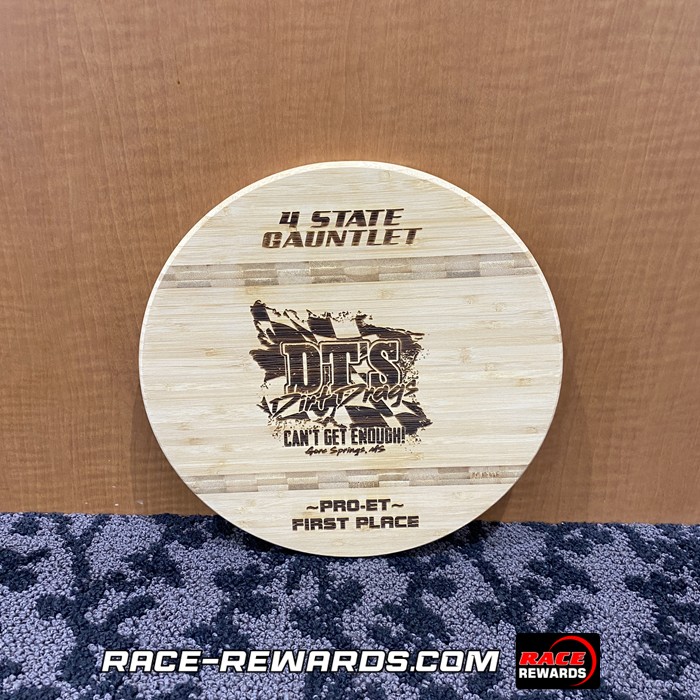 4 STATE
GAUNTLET
DT'S
Dirt Drags
CAN'T GET ENOUGH!
Gore Springs, MS
~PRO-ET~
FIRST PLACE
RACE-REWARDS.COM
RACE
REWARDS